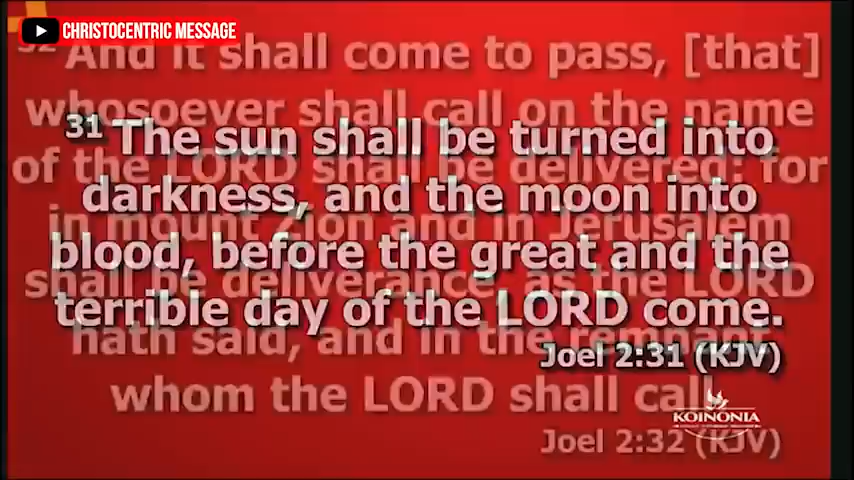 CHRISTOCENTRIC MESSAGE
32 And it shall come to pass, [that]
whosoever shall call on the name
of the LORD shall be delivered: for
in mount Zion and in Jerusalem
shall be deliverance, as the LORD
hath said, and in the remnant
whom the LORD shall call.
Joel 2:32 (KJV)
31 The sun shall be turned into
darkness, and the moon into
blood, before the great and the
terrible day of the LORD come.
Joel 2:31 (KJV)
KOINONIA